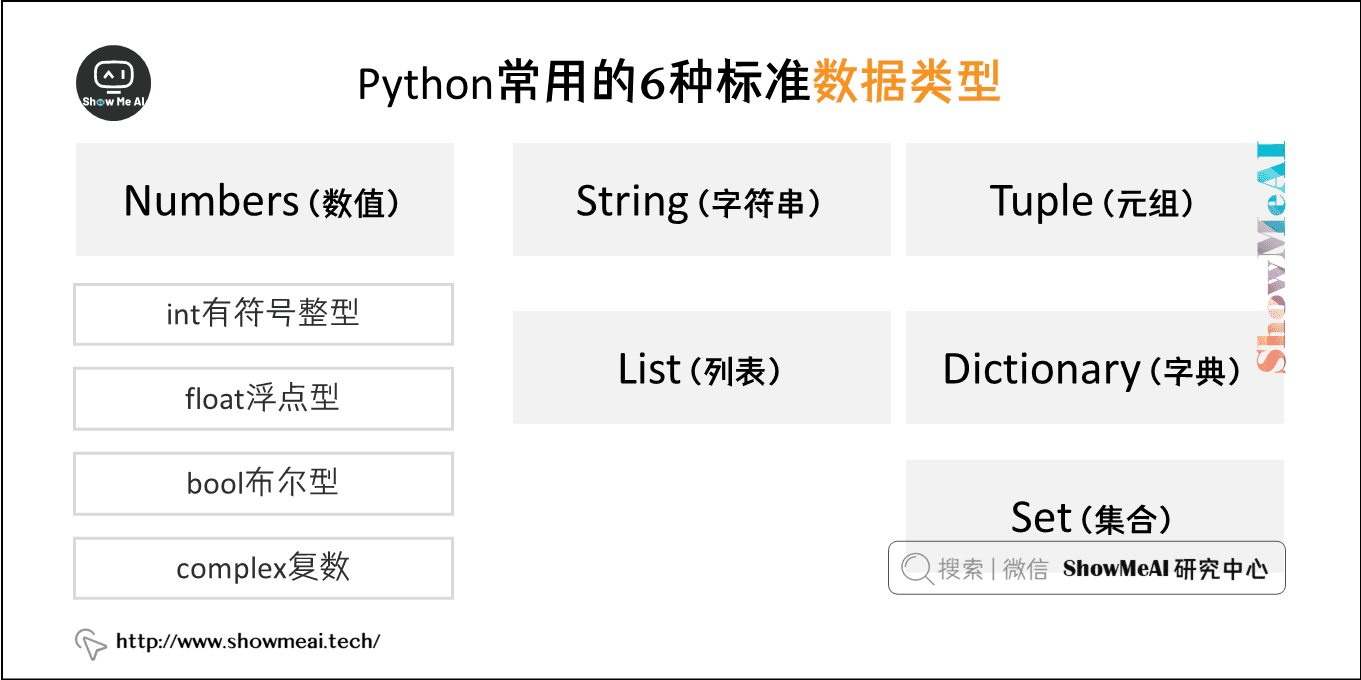 Show Me AI
Python常用的6种标准数据类型
Numbers(数值)
int有符号整型
float浮点型
bool布尔型
complex复数
String(字符串)
List(列表)
Tuple(元组)
Dictionary(字典)
Set(集合)
ShowMeAI
搜索|微信 ShowMeAI 研究中心
http://www.showmeai.tech/